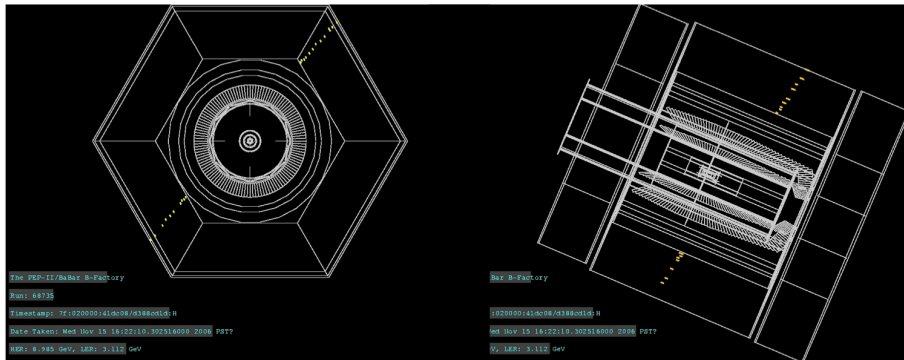 The PEP-II/BaBar B-Factory
Run: 68735
Timestamp: 7f:020000:41dc08/d388cd1d:H
Date Taken: Wed Nov 15 16:22:10.302516000 2006 PST?
HER: 8.985 GeV, LER: 3.112 GeV
Bar B-Factory
:020000:41dc08/d388cd1d:H
ed Nov 15 16:22:10.302516000 2006 PST?
V, LER: 3.112 GeV